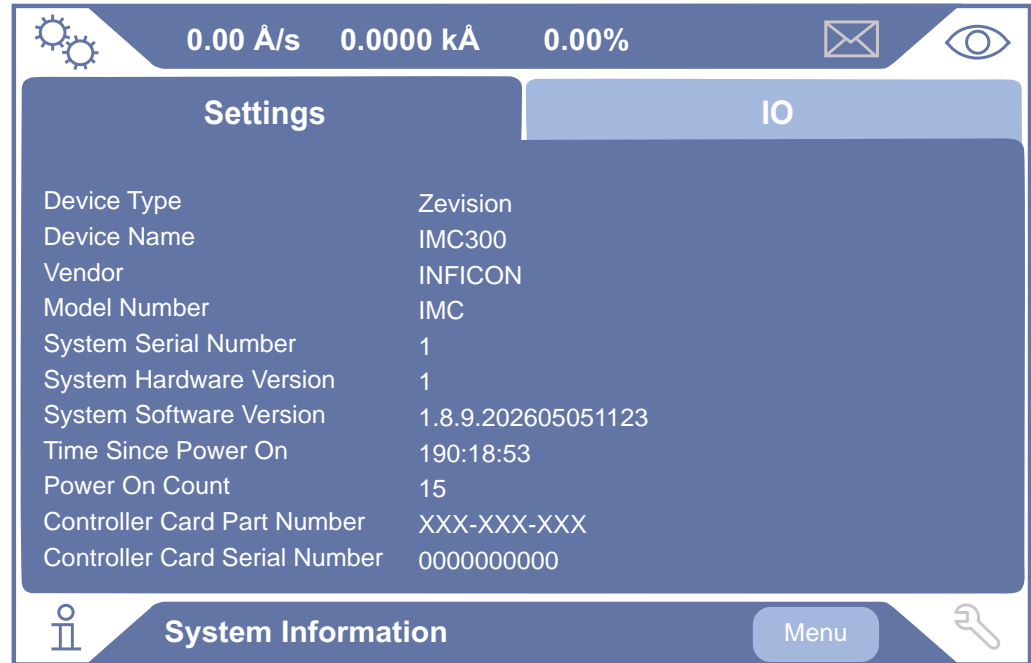 0.00 Å/s 0.0000 kÅ 0.00%
Settings IO
Device Type Zevision
Device Name IMC300
Vendor INFICON
Model Number IMC
System Serial Number 1
System Hardware Version 1
System Software Version 1.8.9.202605051123
Time Since Power On 190:18:53
Power On Count 15
Controller Card Part Number XXX-XXX-XXX
Controller Card Serial Number 0000000000
System Information Menu